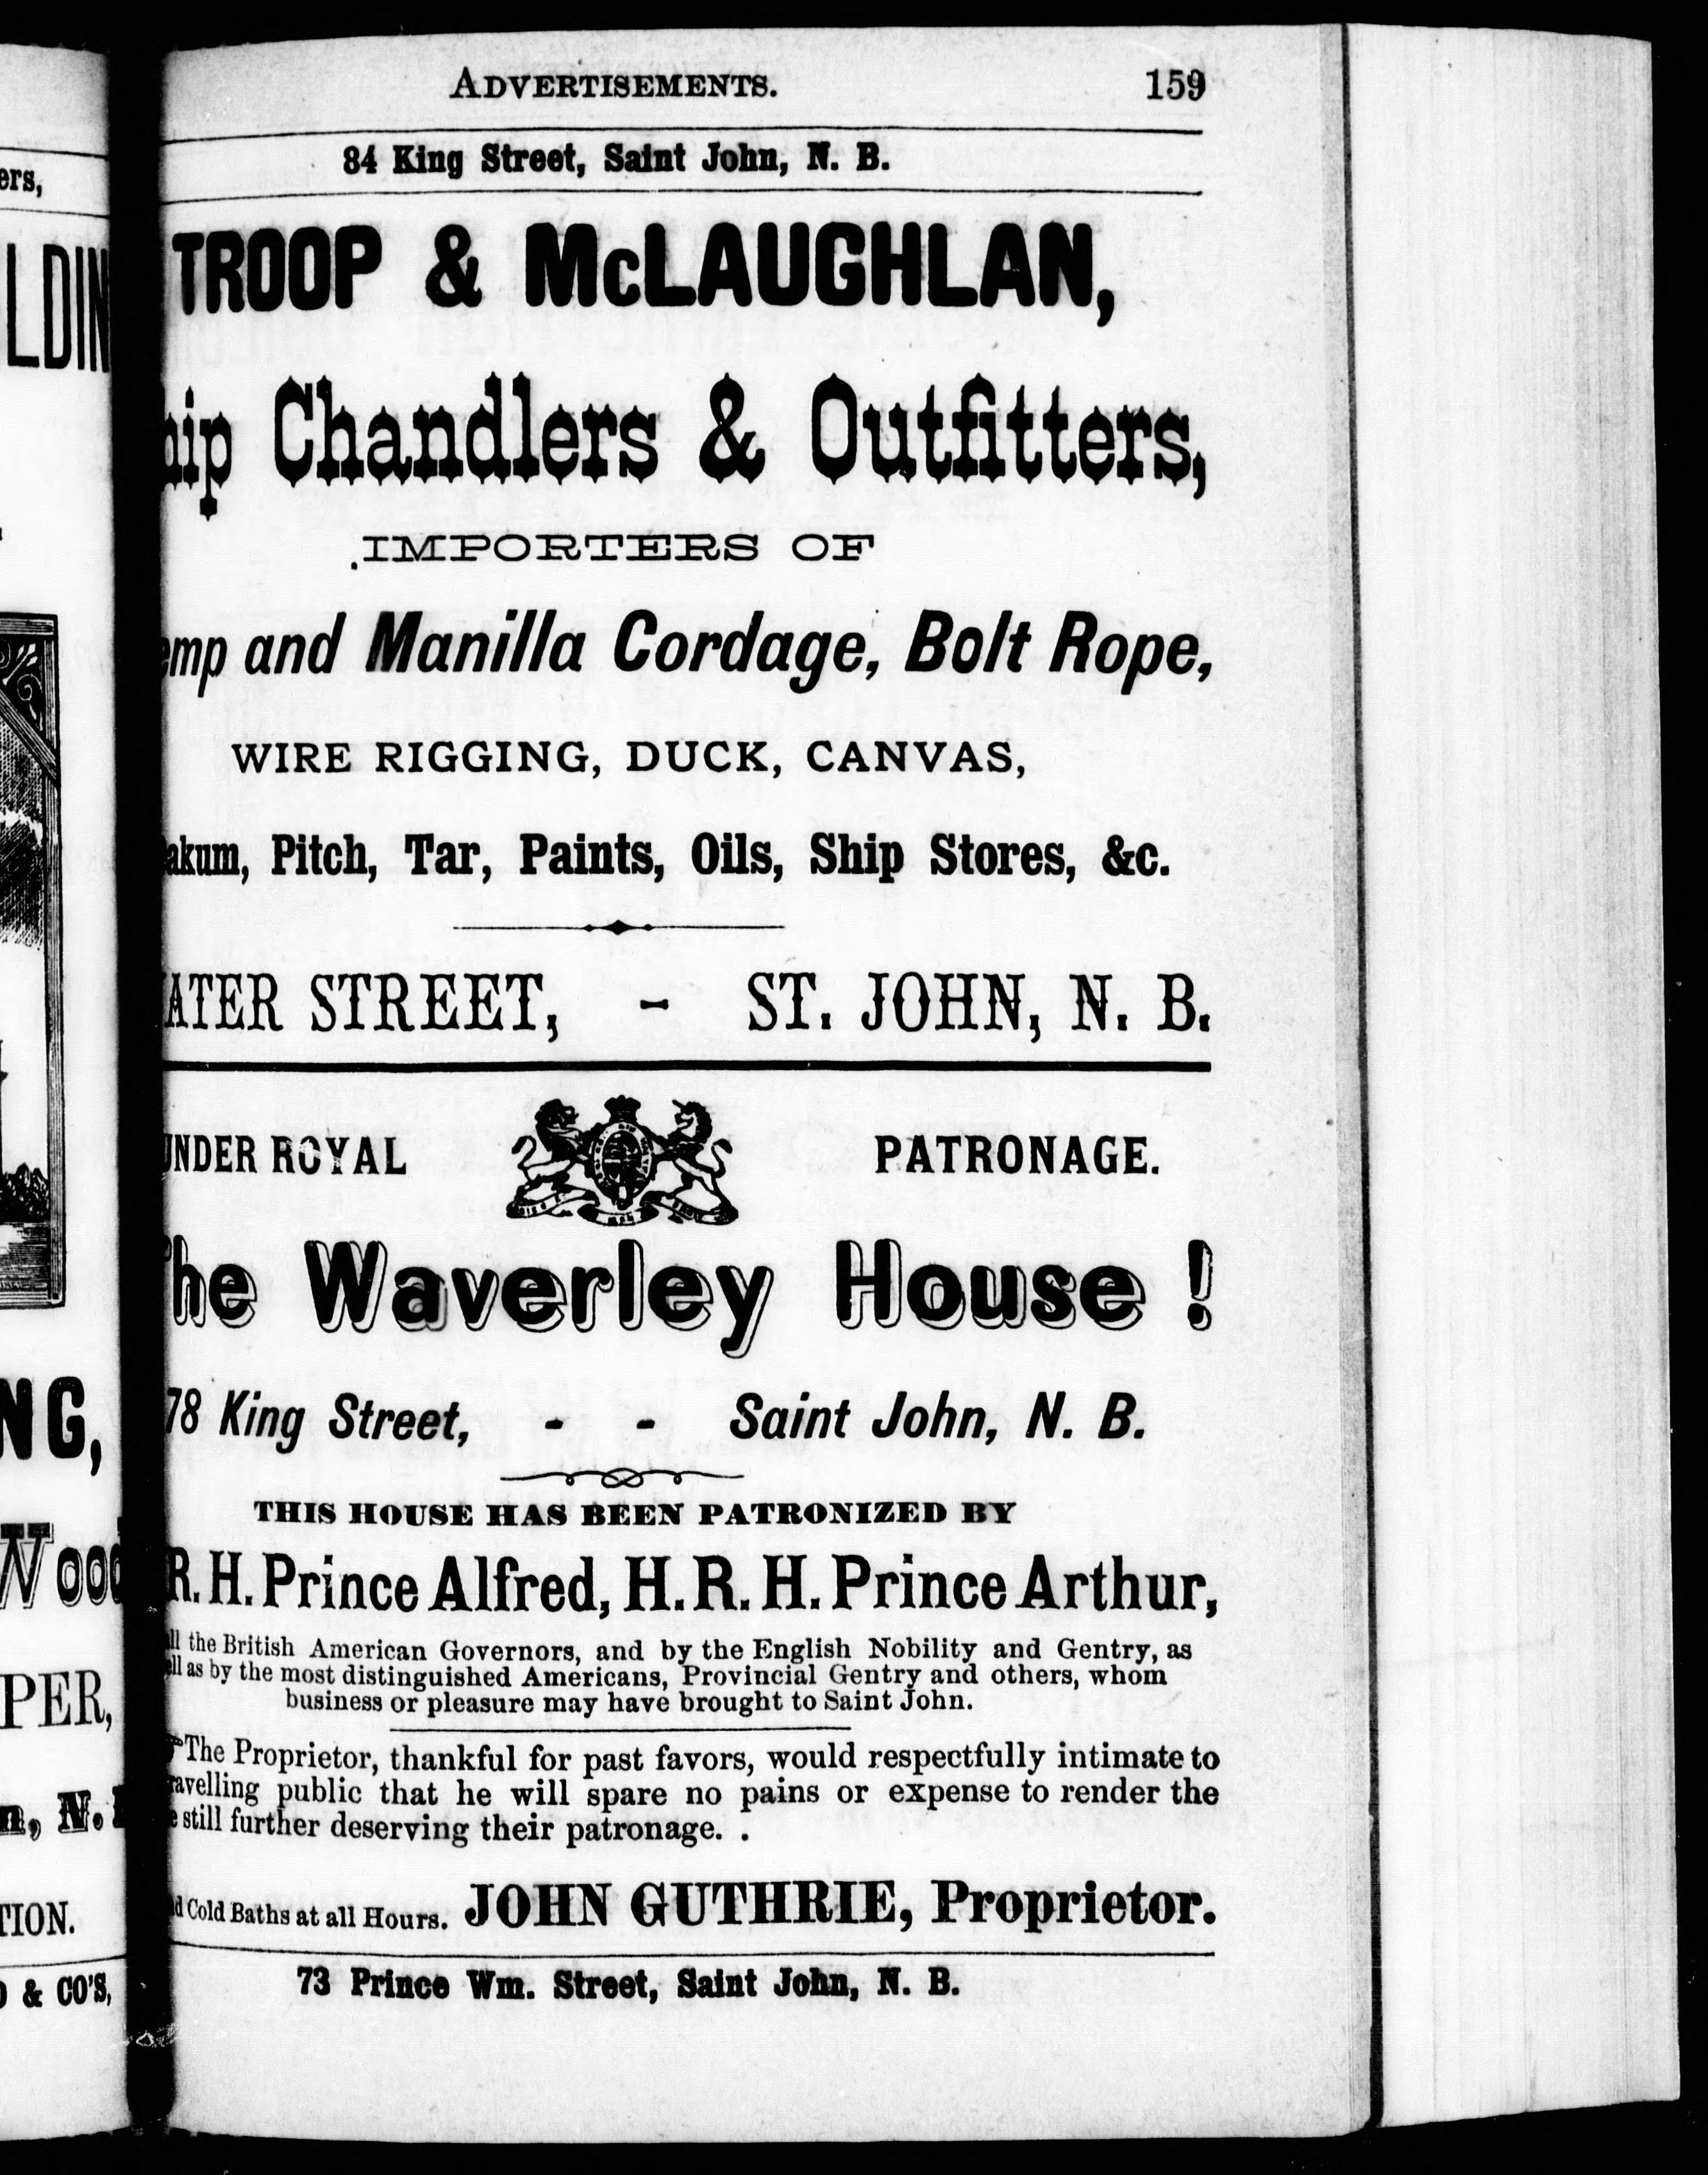 ADVERTISEMENTS. 159
84 King Street, Saint John, N. B.
TROOP & McLAUGHLAN,
hip Chandlers & Outfitters,
IMPORTERS OF
emp and Manilla Cordage, Bolt Rope,
WIRE RIGGING, DUCK, CANVAS,
akum, Pitch, Tar, Paints, Oils, Ship Stores, &c.
ATER STREET, - ST. JOHN, N. B.
UNDER ROYAL PATRONAGE.
he Waverley House !
78 King Street, - - Saint John, N. B.
THIS HOUSE HAS BEEN PATRONIZED BY
R. H. Prince Alfred, H. R. H. Prince Arthur,
ll the British American Governors, and by the English Nobility and Gentry, as
ll as by the most distinguished Americans, Provincial Gentry and others, whom
business or pleasure may have brought to Saint John.
The Proprietor, thankful for past favors, would respectfully intimate to
ravelling public that he will spare no pains or expense to render the
e still further deserving their patronage. .
d Cold Baths at all Hours. JOHN GUTHRIE, Proprietor.
73 Prince Wm. Street, Saint John, N. B.
ers,
LDIN
NG,
Wood
PER,
n, N.
TION.
& CO'S,